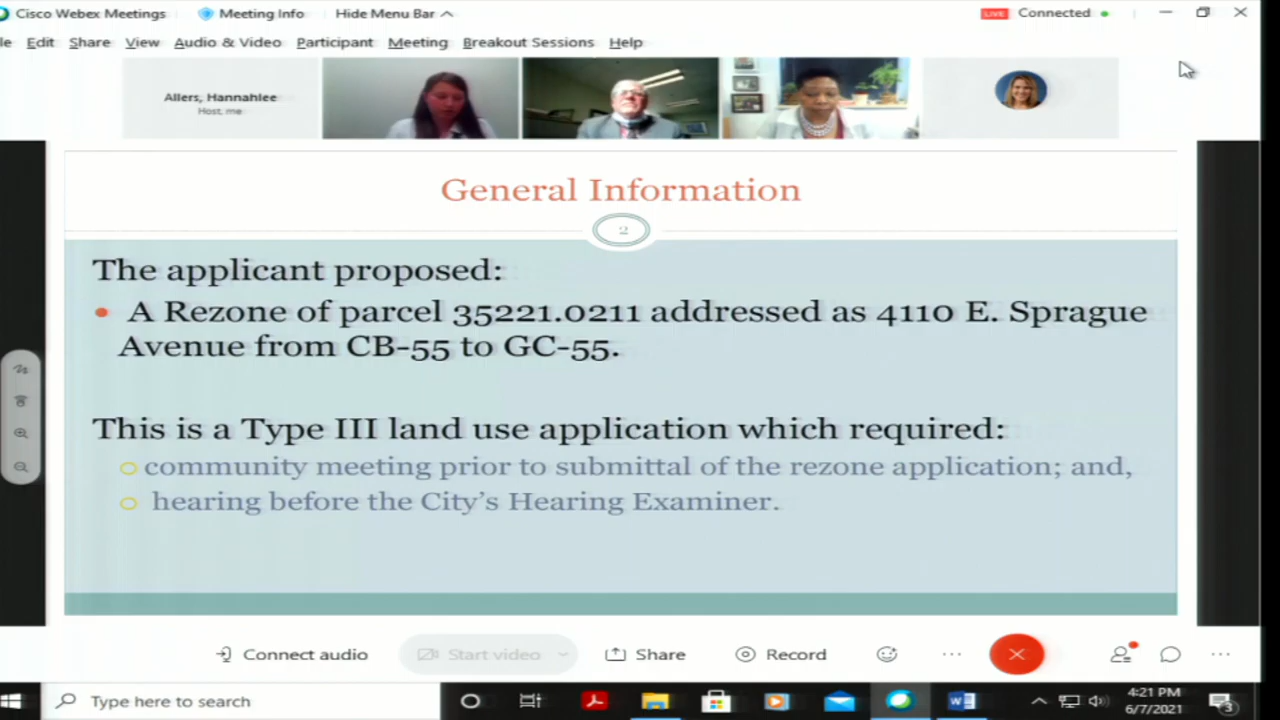 Cisco Webex Meetings Meeting Info Hide Menu Bar LIVE Connected
le Edit Share View Audio & Video Participant Meeting Breakout Sessions Help
Allers, Hannahlee
Host, me
General Information
2
The applicant proposed:
A Rezone of parcel 35221.0211 addressed as 4110 E. Sprague
Avenue from CB-55 to GC-55.
This is a Type III land use application which required:
community meeting prior to submittal of the rezone application; and,
hearing before the City's Hearing Examiner.
Connect audio Start video Share Record
Type here to search
4:21 PM
6/7/2021
3